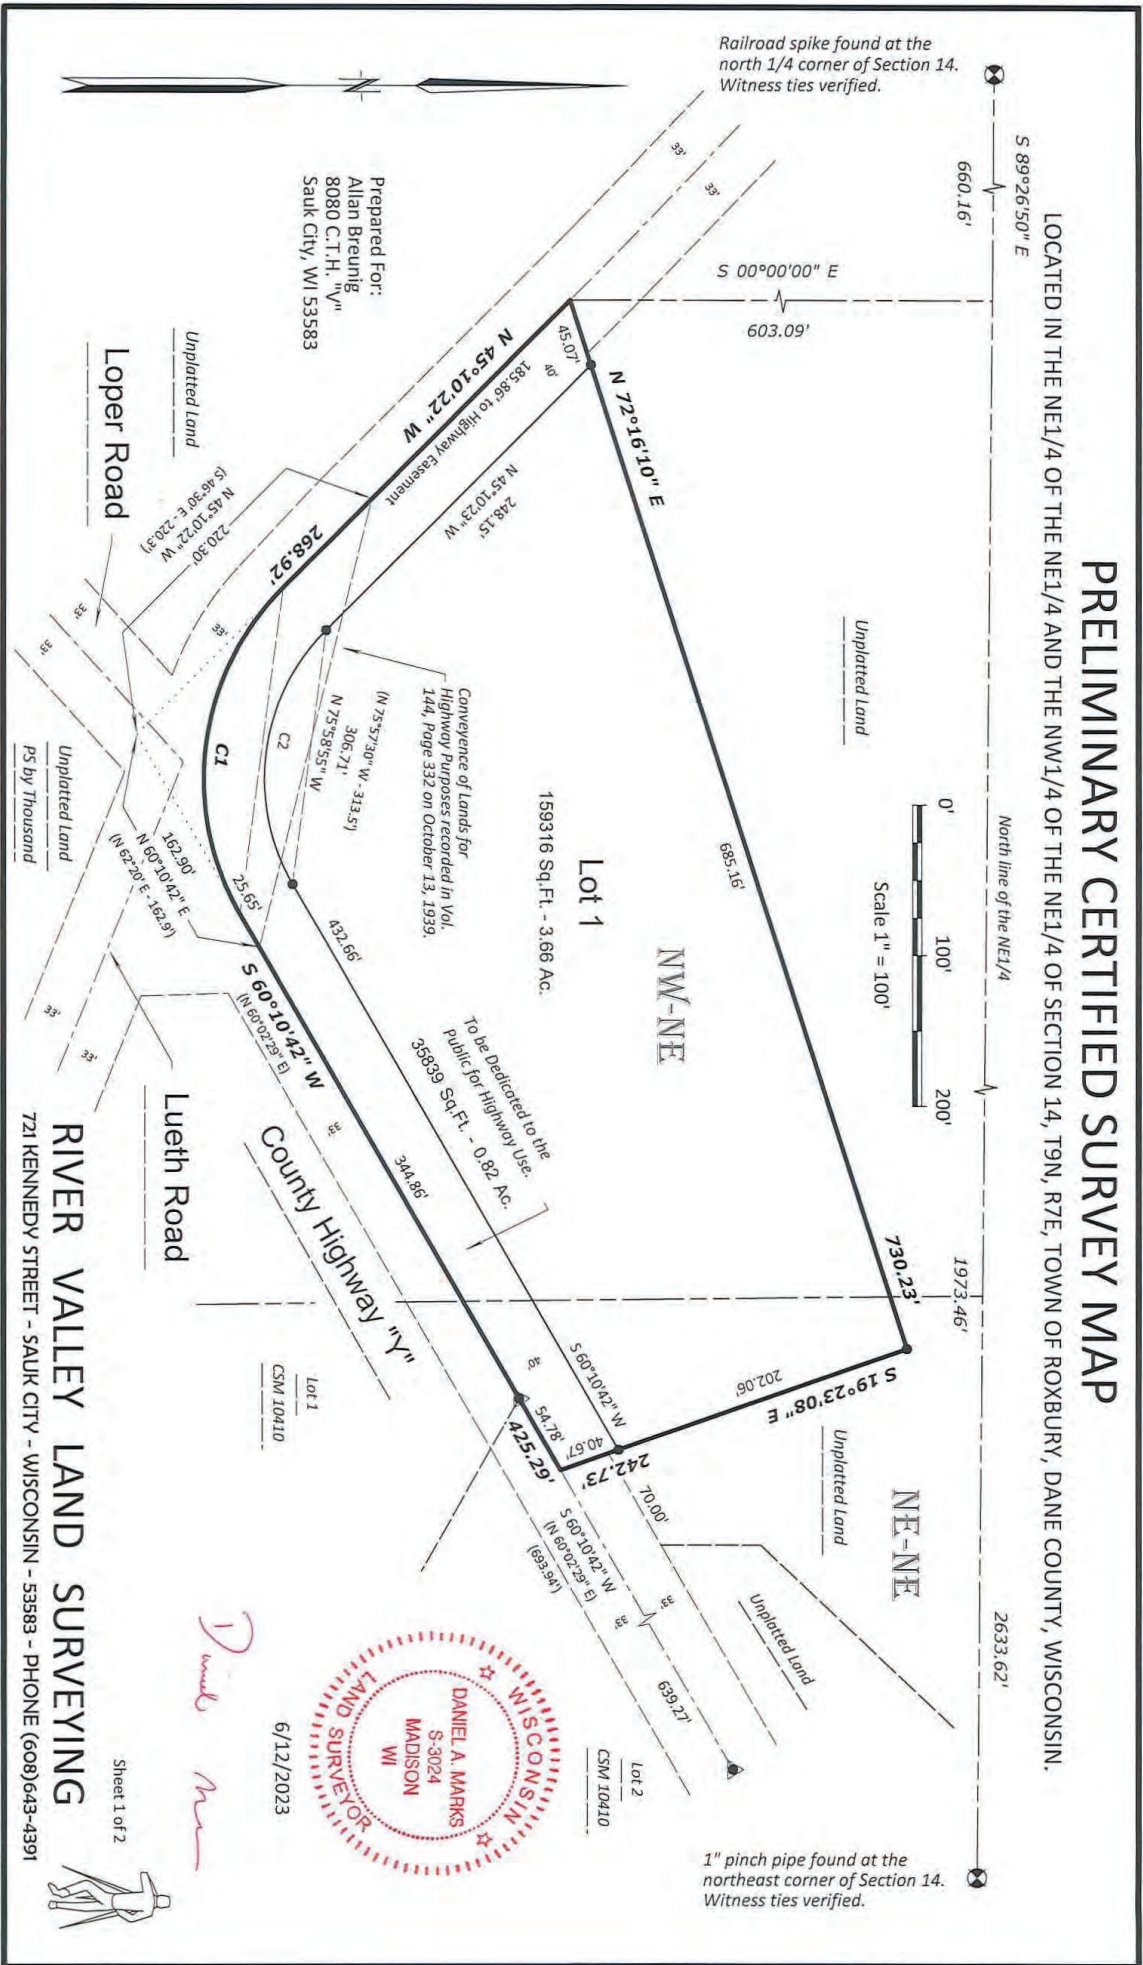 PRELIMINARY CERTIFIED SURVEY MAP
LOCATED IN THE NE1/4 OF THE NE1/4 AND THE NW1/4 OF THE NE1/4 OF SECTION 14, T9N, R7E, TOWN OF ROXBURY, DANE COUNTY, WISCONSIN.
Railroad spike found at the
north 1/4 corner of Section 14.
Witness ties verified.
S 89°26'50" E
660.16'
North line of the NE1/4
1973.46'
2633.62'
1" pinch pipe found at the
northeast corner of Section 14.
Witness ties verified.
0'
100'
200'
Scale 1" = 100'
S 00°00'00" E
603.09'
33'
33'
Unplatted Land
NE-NE
NW-NE
N 72°16'10" E
685.16'
730.23'
45.07'
40'
S 19°23'08" E
202.06'
242.73'
40.67'
Unplatted Land
Unplatted Land
Lot 1
159316 Sq.Ft. - 3.66 Ac.
N 45°10'22" W
185.86' to Highway Easement
268.92'
N 45°10'23" W
248.15'
Conveyence of Lands for
Highway Purposes recorded in Vol.
144, Page 332 on October 13, 1939.
(N 75°57'30" W - 313.5')
306.71'
N 75°58'55" W
C2
C1
432.66'
S 60°10'42" W
70.00'
To be Dedicated to the
Public for Highway Use.
35839 Sq.Ft. - 0.82 Ac.
25.65'
S 60°10'42" W
(N 60°02'29" E)
344.86'
40'
54.78'
425.29'
S 60°10'42" W
(N 60°02'29" E)
(693.94')
33'
33'
639.27'
33'
County Highway "Y"
Lot 1
CSM 10410
Lot 2
CSM 10410
Prepared For:
Allan Breunig
8080 C.T.H. "V"
Sauk City, WI 53583
Unplatted Land
Loper Road
N 45°10'22" W
220.30'
(S 46°30' E - 220.3')
33'
33'
33'
162.90'
N 60°10'42" E
(N 62°20' E - 162.9')
Unplatted Land
PS by Thousand
33'
33'
Lueth Road
WISCONSIN
DANIEL A. MARKS
S-3024
MADISON
WI
LAND SURVEYOR
6/12/2023
RIVER VALLEY LAND SURVEYING
721 KENNEDY STREET - SAUK CITY - WISCONSIN - 53583 - PHONE (608)643-4391
Sheet 1 of 2